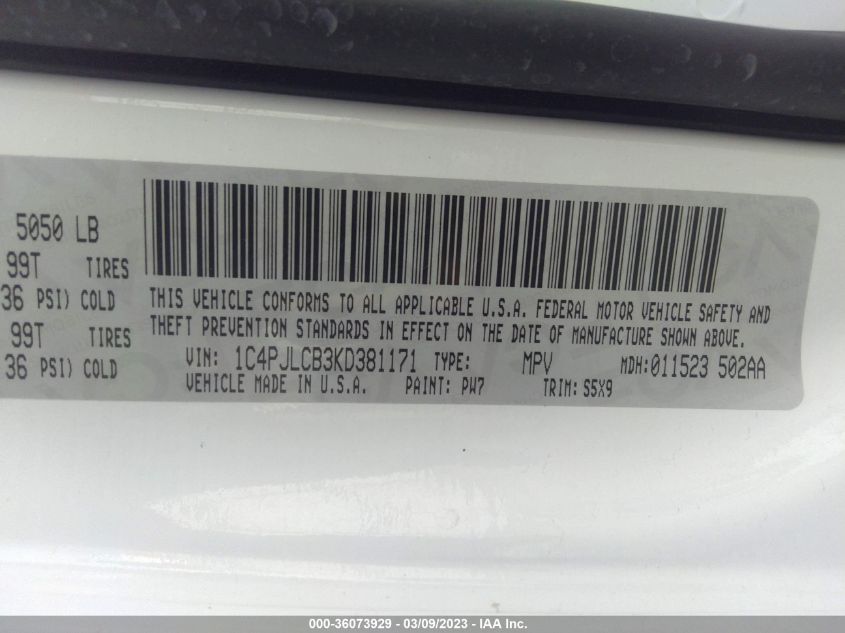 5050 LB
99T TIRES
36 PSI) COLD
99T TIRES
36 PSI) COLD
THIS VEHICLE CONFORMS TO ALL APPLICABLE U.S.A. FEDERAL MOTOR VEHICLE SAFETY AND
THEFT PREVENTION STANDARDS IN EFFECT ON THE DATE OF MANUFACTURE SHOWN ABOVE.
VIN: 1C4PJLCB3KD381171 TYPE: MPV MDH:011523 502AA
VEHICLE MADE IN U.S.A. PAINT: PW7 TRIM: S5X9
000-36073929 - 03/09/2023 - IAA Inc.